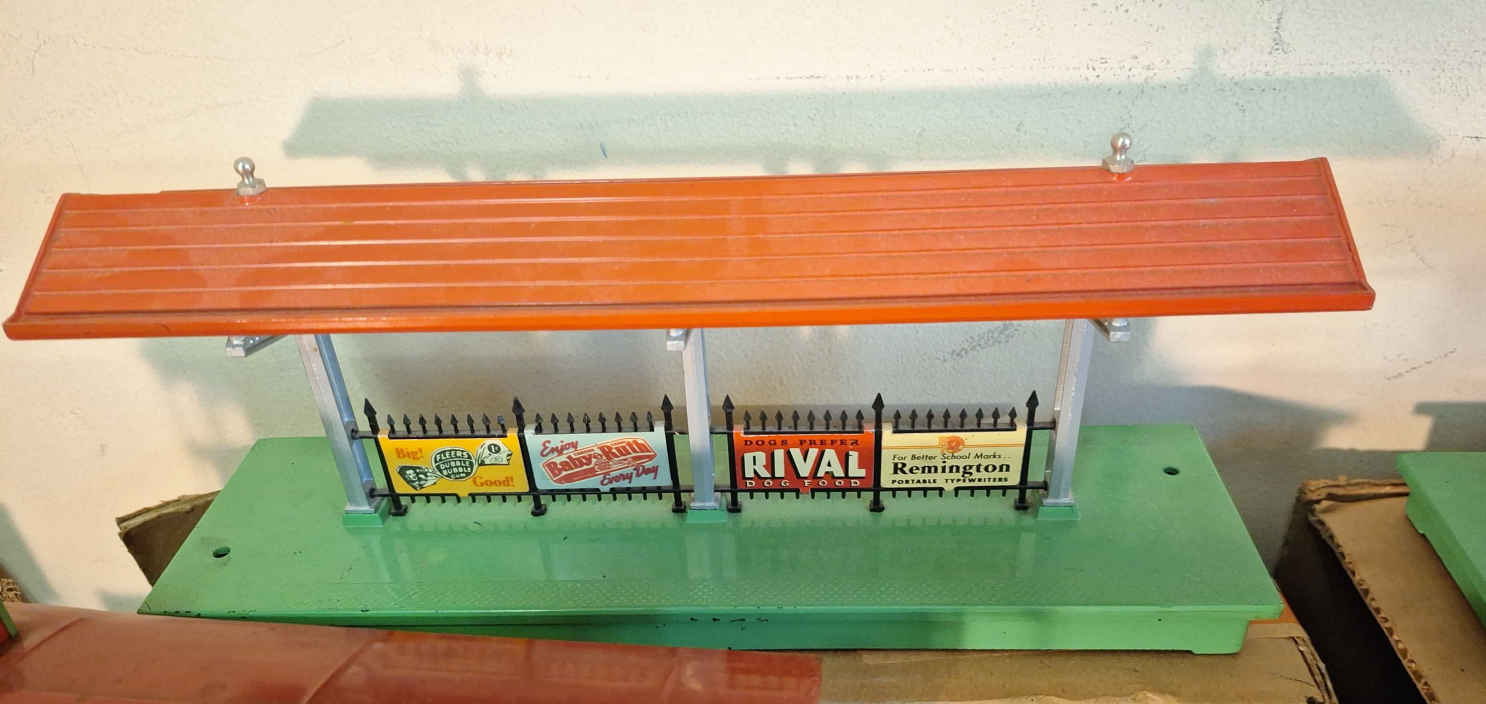 Big!
FLEERS
DUBBLE
BUBBLE
GUM
Good!
Enjoy
Baby Ruth
Every Day
DOGS PREFER
RIVAL
DOG FOOD
For Better School Marks..
Remington
PORTABLE TYPEWRITERS